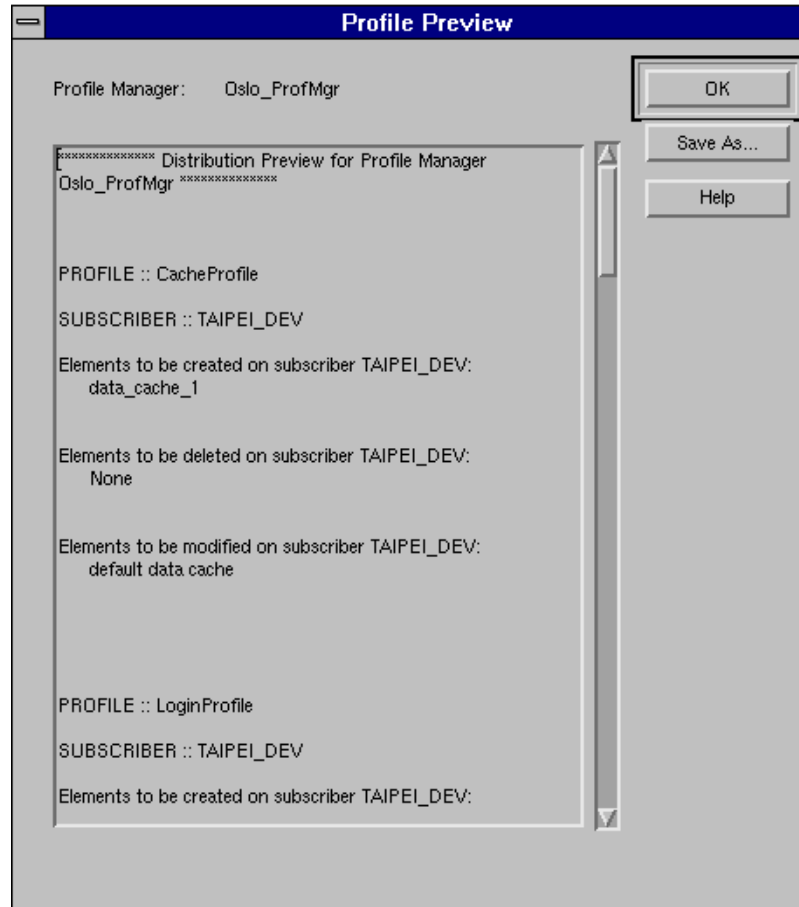 Profile Preview
Profile Manager: Oslo_ProfMgr
OK
Save As...
Help
************** Distribution Preview for Profile Manager
Oslo_ProfMgr **************
PROFILE :: CacheProfile
SUBSCRIBER :: TAIPEI_DEV
Elements to be created on subscriber TAIPEI_DEV:
data_cache_1
Elements to be deleted on subscriber TAIPEI_DEV:
None
Elements to be modified on subscriber TAIPEI_DEV:
default data cache
PROFILE :: LoginProfile
SUBSCRIBER :: TAIPEI_DEV
Elements to be created on subscriber TAIPEI_DEV: